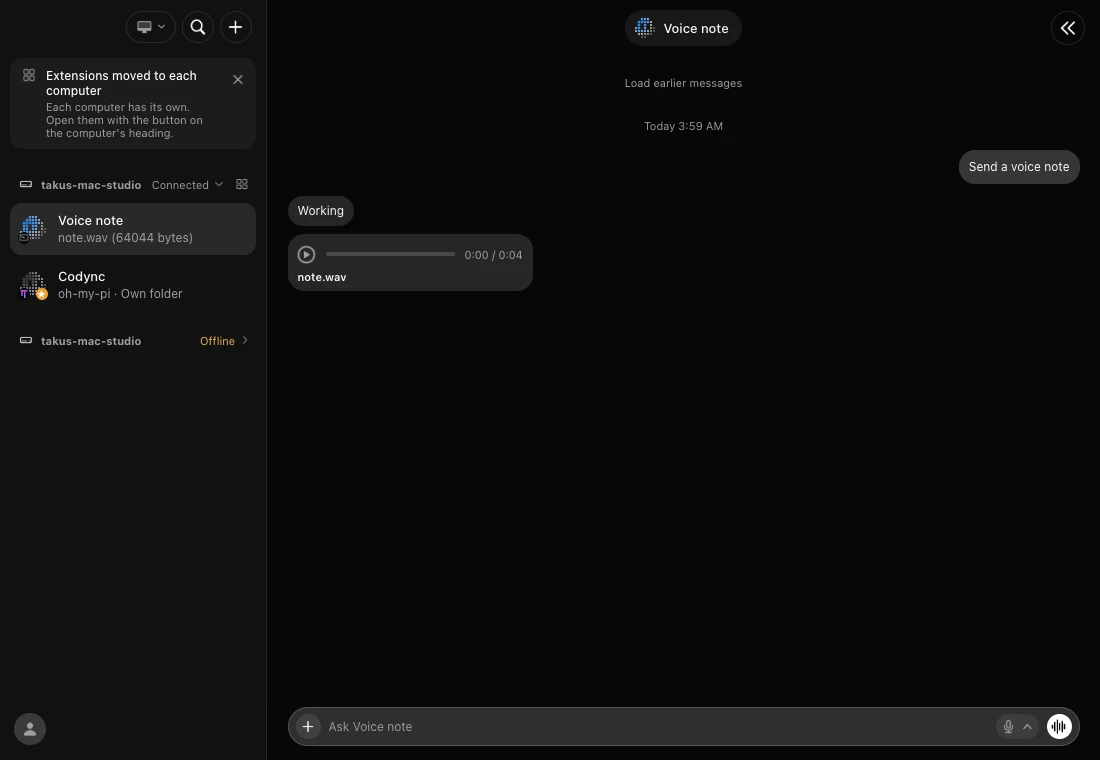 Extensions moved to each
computer
Each computer has its own.
Open them with the button on
the computer's heading.
takus-mac-studio Connected
Voice note
note.wav (64044 bytes)
Codync
oh-my-pi · Own folder
takus-mac-studio Offline
Voice note
Load earlier messages
Today 3:59 AM
Send a voice note
Working
0:00 / 0:04
note.wav
Ask Voice note